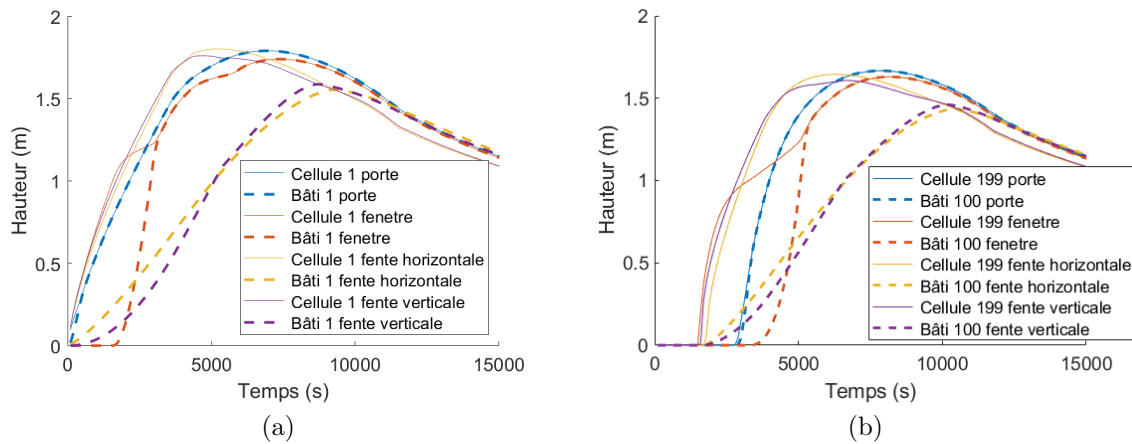 2
1.5
1
0.5
0
Hauteur (m)
Cellule 1 porte
Bâti 1 porte
Cellule 1 fenetre
Bâti 1 fenetre
Cellule 1 fente horizontale
Bâti 1 fente horizontale
Cellule 1 fente verticale
Bâti 1 fente verticale
0 5000 10000 15000
Temps (s)
(a)
2
1.5
1
0.5
0
Hauteur (m)
Cellule 199 porte
Bâti 100 porte
Cellule 199 fenetre
Bâti 100 fenetre
Cellule 199 fente horizontale
Bâti 100 fente horizontale
Cellule 199 fente verticale
Bâti 100 fente verticale
0 5000 10000 15000
Temps (s)
(b)